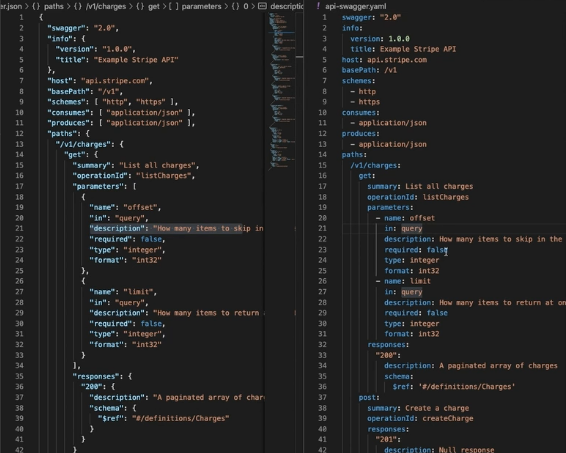 er.json > {} paths > {} /v1/charges > {} get > [ ] parameters > {} 0 > descriptio
1 {
2 "swagger": "2.0",
3 "info": {
4 "version": "1.0.0",
5 "title": "Example Stripe API"
6 },
7 "host": "api.stripe.com",
8 "basePath": "/v1",
9 "schemes": [ "http", "https" ],
10 "consumes": [ "application/json" ],
11 "produces": [ "application/json" ],
12 "paths": {
13 "/v1/charges": {
14 "get": {
15 "summary": "List all charges",
16 "operationId": "listCharges",
17 "parameters": [
18 {
19 "name": "offset",
20 "in": "query",
21 "description": "How many items to skip in
22 "required": false,
23 "type": "integer",
24 "format": "int32"
25 },
26 {
27 "name": "limit",
28 "in": "query",
29 "description": "How many items to return a
30 "required": false,
31 "type": "integer",
32 "format": "int32"
33 }
34 ],
35 "responses": {
36 "200": {
37 "description": "A paginated array of char
38 "schema": {
39 "$ref": "#/definitions/Charges"
40 }
41 }
42 }
! api-swagger.yaml
1 swagger: "2.0"
2 info:
3 version: 1.0.0
4 title: Example Stripe API
5 host: api.stripe.com
6 basePath: /v1
7 schemes:
8 - http
9 - https
10 consumes:
11 - application/json
12 produces:
13 - application/json
14 paths:
15 /v1/charges:
16 get:
17 summary: List all charges
18 operationId: listCharges
19 parameters:
20 - name: offset
21 in: query
22 description: How many items to skip in the
23 required: false
24 type: integer
25 format: int32
26 - name: limit
27 in: query
28 description: How many items to return at on
29 required: false
30 type: integer
31 format: int32
32 responses:
33 "200":
34 description: A paginated array of charges
35 schema:
36 $ref: '#/definitions/Charges'
37 post:
38 summary: Create a charge
39 operationId: createCharge
40 responses:
41 "201":
42 description: Null response